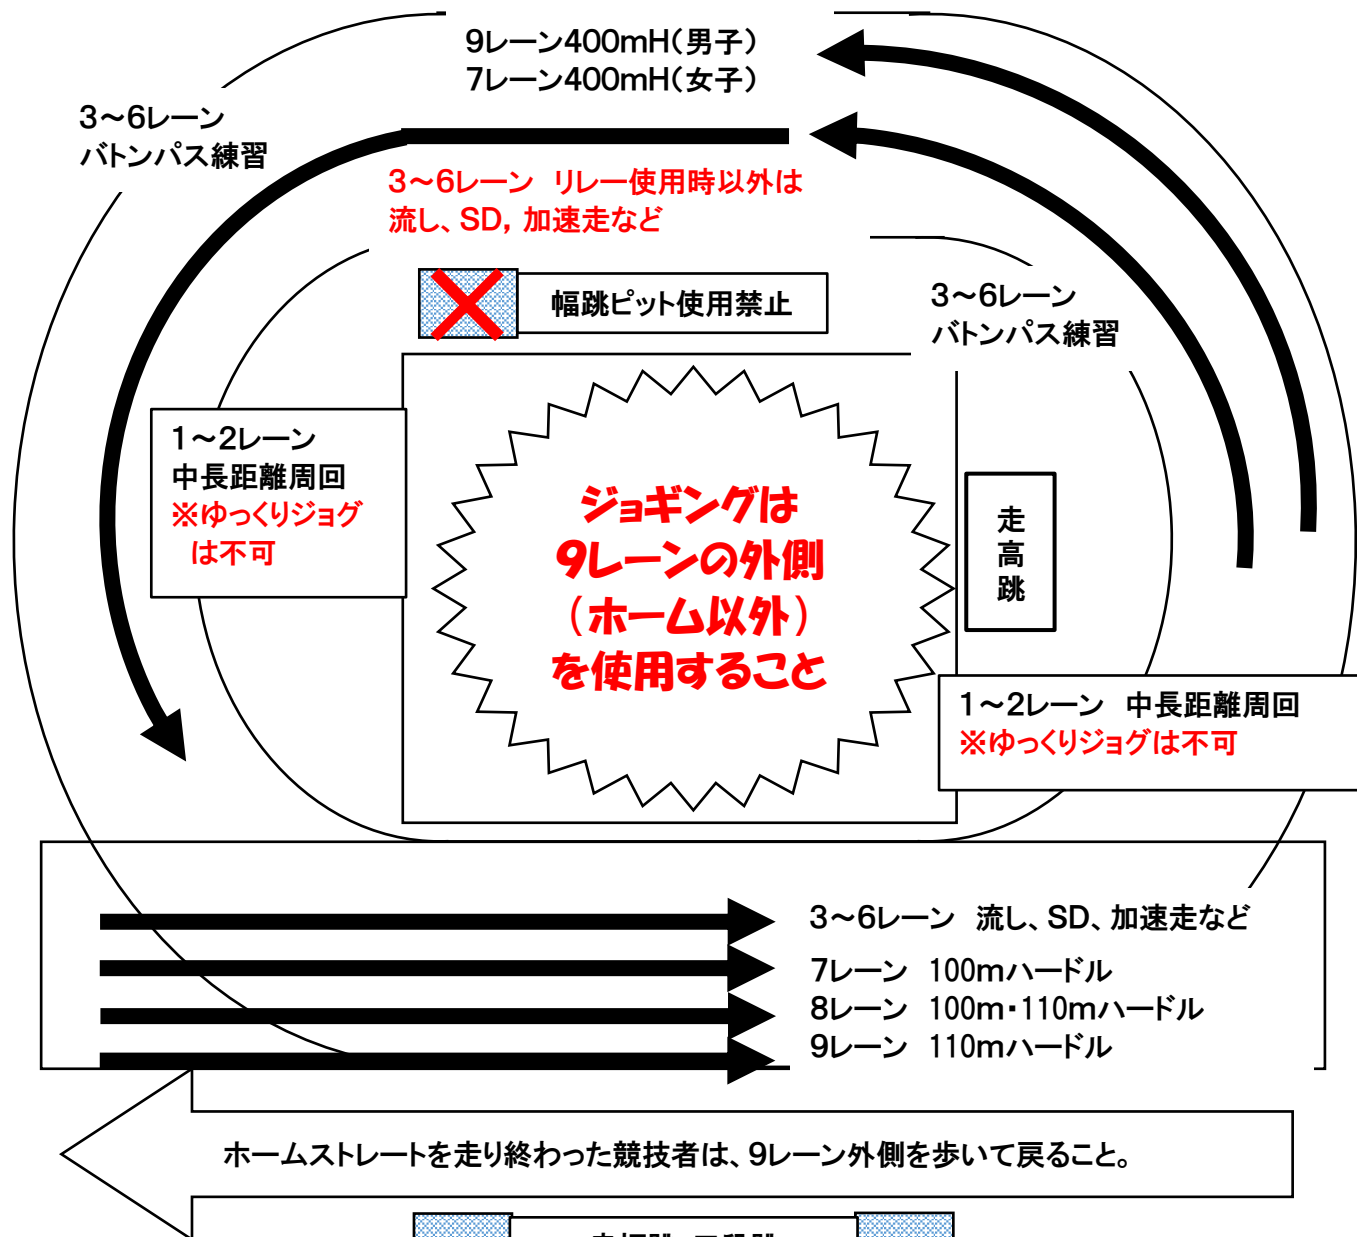 9レーン400mH(男子)
7レーン400mH(女子)
3～6レーン
バトンパス練習
3～6レーン リレー使用時以外は
流し、SD, 加速走など
幅跳ピット使用禁止
3～6レーン
バトンパス練習
1～2レーン
中長距離周回
※ゆっくりジョグ
は不可
ジョギングは
9レーンの外側
(ホーム以外)
を使用すること
走
高
跳
1～2レーン 中長距離周回
※ゆっくりジョグは不可
3～6レーン 流し、SD、加速走など
7レーン 100mハードル
8レーン 100m・110mハードル
9レーン 110mハードル
ホームストレートを走り終わった競技者は、9レーン外側を歩いて戻ること。